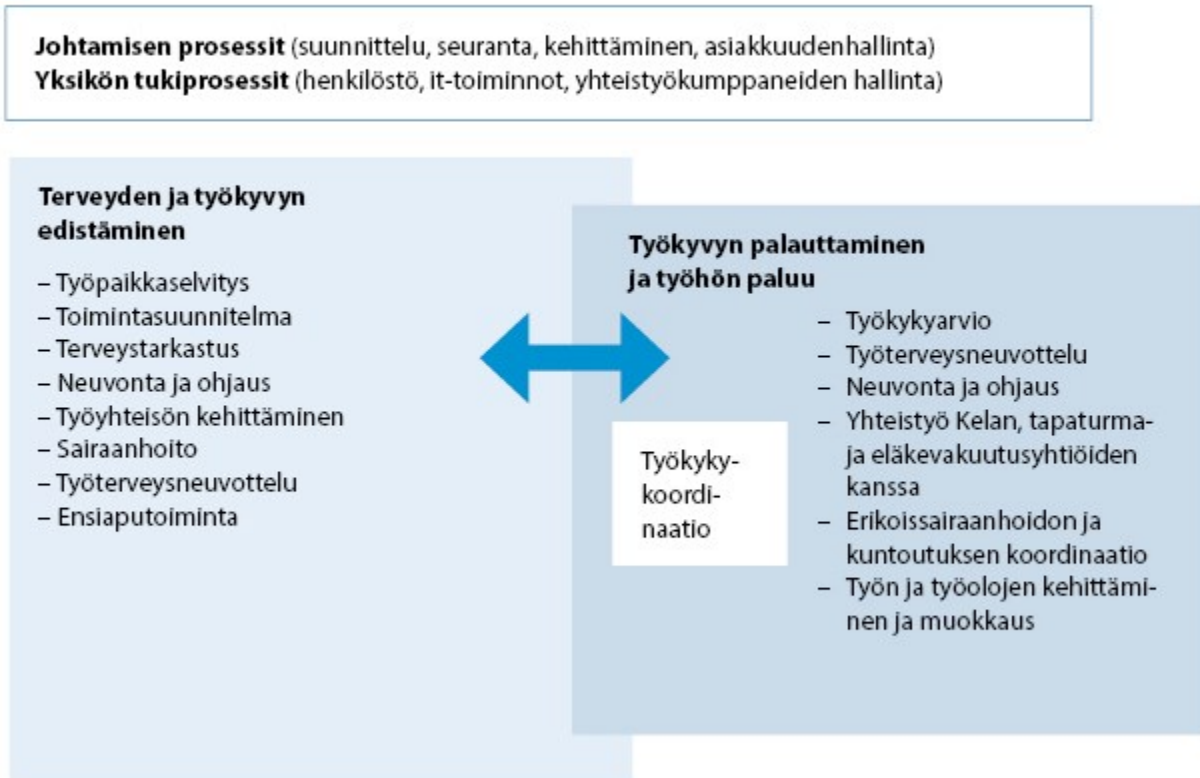 Johtamisen prosessit (suunnittelu, seuranta, kehittäminen, asiakkuudenhallinta)
Yksikön tukiprosessit (henkilöstö, it-toiminnot, yhteistyökumppaneiden hallinta)
Terveyden ja työkyvyn
edistäminen
– Työpaikkaselvitys
– Toimintasuunnitelma
– Terveystarkastus
– Neuvonta ja ohjaus
– Työyhteisön kehittäminen
– Sairaanhoito
– Työterveysneuvottelu
– Ensiaputoiminta
Työkyky-
koordi-
naatio
Työkyvyn palauttaminen
ja työhön paluu
– Työkykyarvio
– Työterveysneuvottelu
– Neuvonta ja ohjaus
– Yhteistyö Kelan, tapaturma-
ja eläkevakuutusyhtiöiden
kanssa
– Erikoissairaanhoidon ja
kuntoutuksen koordinaatio
– Työn ja työolojen kehittämi-
nen ja muokkaus